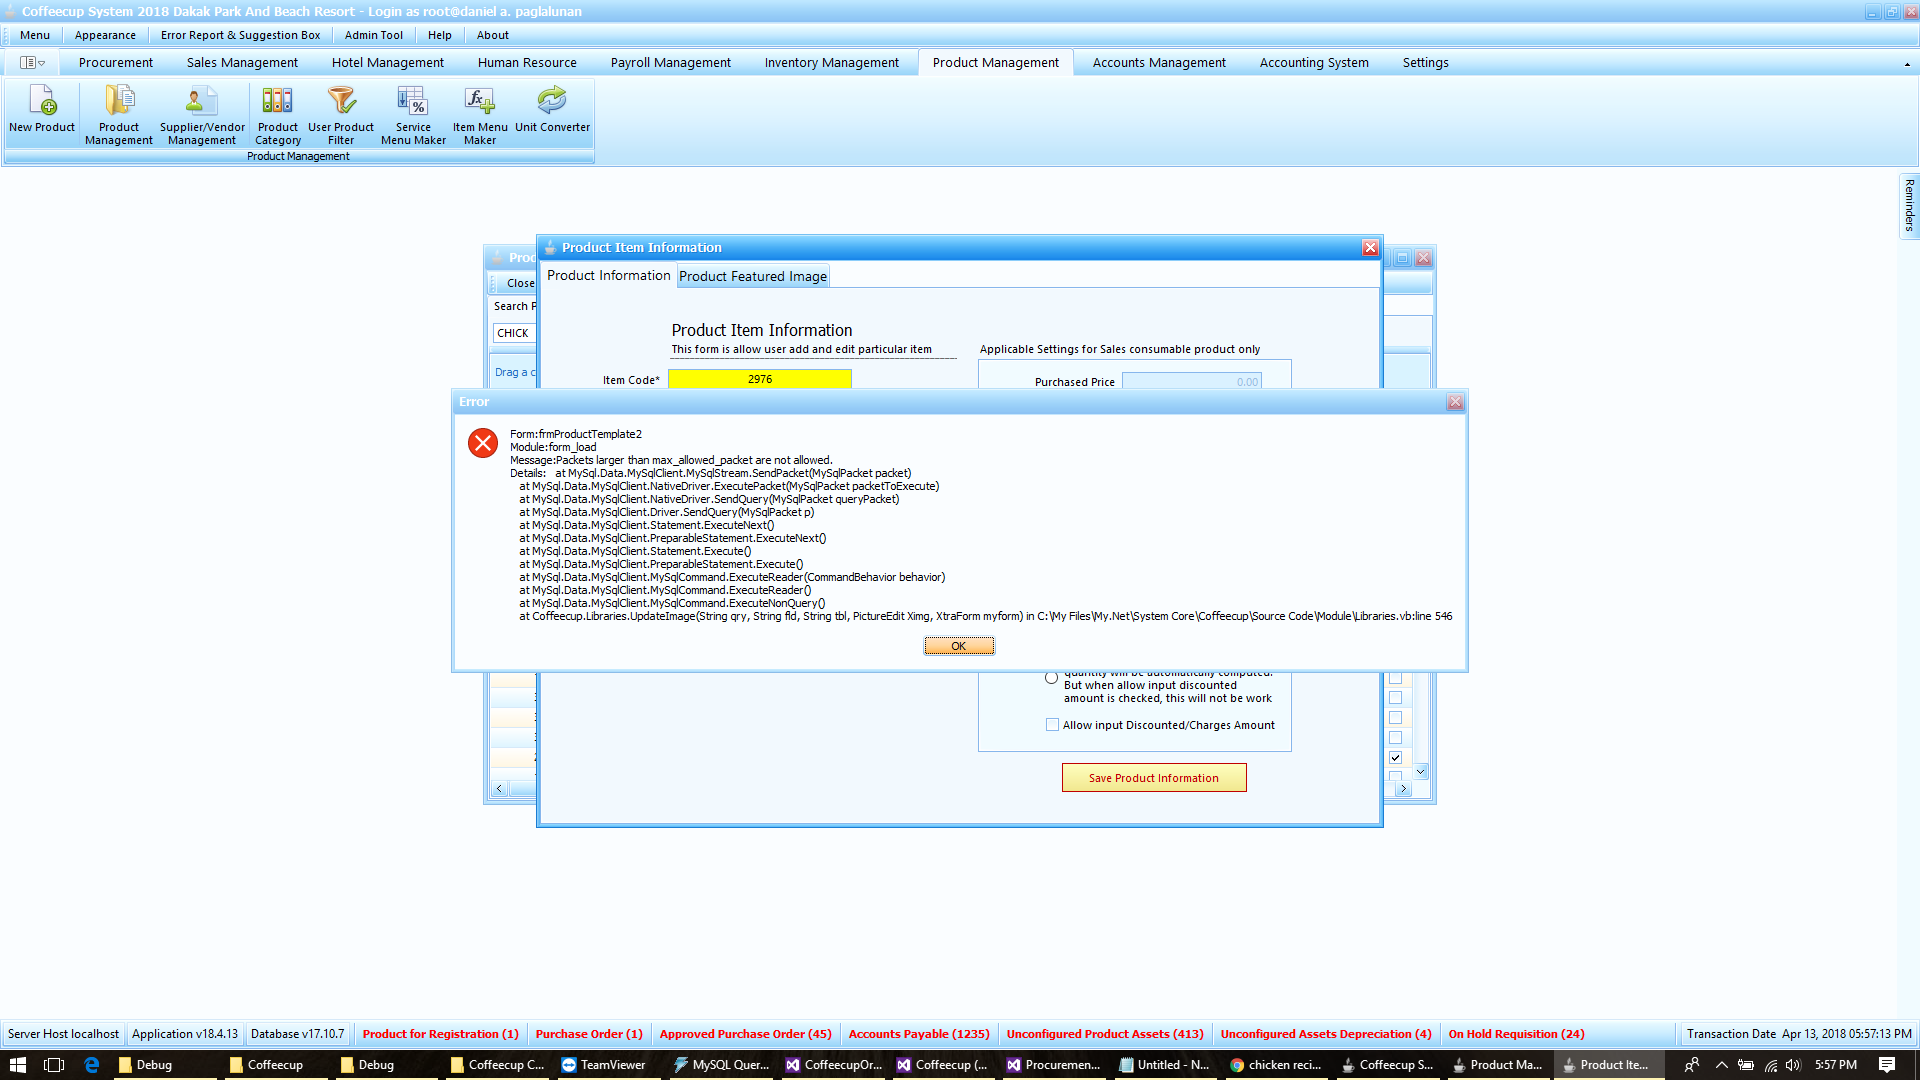 Coffeecup System 2018 Dakak Park And Beach Resort - Login as root@daniel a. paglalunan
Menu Appearance Error Report & Suggestion Box Admin Tool Help About
Procurement Sales Management Hotel Management Human Resource Payroll Management Inventory Management Product Management Accounts Management Accounting System Settings
New Product
Product Management
Supplier/Vendor Management
Product Category
User Product Filter
Service Menu Maker
Item Menu Maker
Unit Converter
Product Management
Reminders
Product Item Information
Close
Product Information Product Featured Image
CHICK
Product Item Information
This form is allow user add and edit particular item
Applicable Settings for Sales consumable product only
Drag a c
Item Code* 2976
Purchased Price 0.00
Error
Form:frmProductTemplate2
Module:form_load
Message:Packets larger than max_allowed_packet are not allowed.
Details: at MySql.Data.MySqlClient.MySqlStream.SendPacket(MySqlPacket packet)
at MySql.Data.MySqlClient.NativeDriver.ExecutePacket(MySqlPacket packetToExecute)
at MySql.Data.MySqlClient.NativeDriver.SendQuery(MySqlPacket queryPacket)
at MySql.Data.MySqlClient.Driver.SendQuery(MySqlPacket p)
at MySql.Data.MySqlClient.Statement.ExecuteNext()
at MySql.Data.MySqlClient.PreparableStatement.ExecuteNext()
at MySql.Data.MySqlClient.Statement.Execute()
at MySql.Data.MySqlClient.PreparableStatement.Execute()
at MySql.Data.MySqlClient.MySqlCommand.ExecuteReader(CommandBehavior behavior)
at MySql.Data.MySqlClient.MySqlCommand.ExecuteReader()
at MySql.Data.MySqlClient.MySqlCommand.ExecuteNonQuery()
at Coffeecup.Libraries.UpdateImage(String qry, String fld, String tbl, PictureEdit Ximg, XtraForm myform) in C:\My Files\My.Net\System Core\Coffeecup\Source Code\Module\Libraries.vb:line 546
OK
quantity will be automatically computed.
But when allow input discounted
amount is checked, this will not be work
Allow input Discounted/Charges Amount
Save Product Information
Server Host localhost Application v18.4.13 Database v17.10.7 Product for Registration (1) Purchase Order (1) Approved Purchase Order (45) Accounts Payable (1235) Unconfigured Product Assets (413) Unconfigured Assets Depreciation (4) On Hold Requisition (24) Transaction Date Apr 13, 2018 05:57:13 PM
Debug Coffeecup Debug Coffeecup C... TeamViewer MySQL Quer... CoffeecupOr... Coffeecup (... Procuremen... Untitled - N... chicken reci... Coffeecup S... Product Ma... Product Ite... 5:57 PM